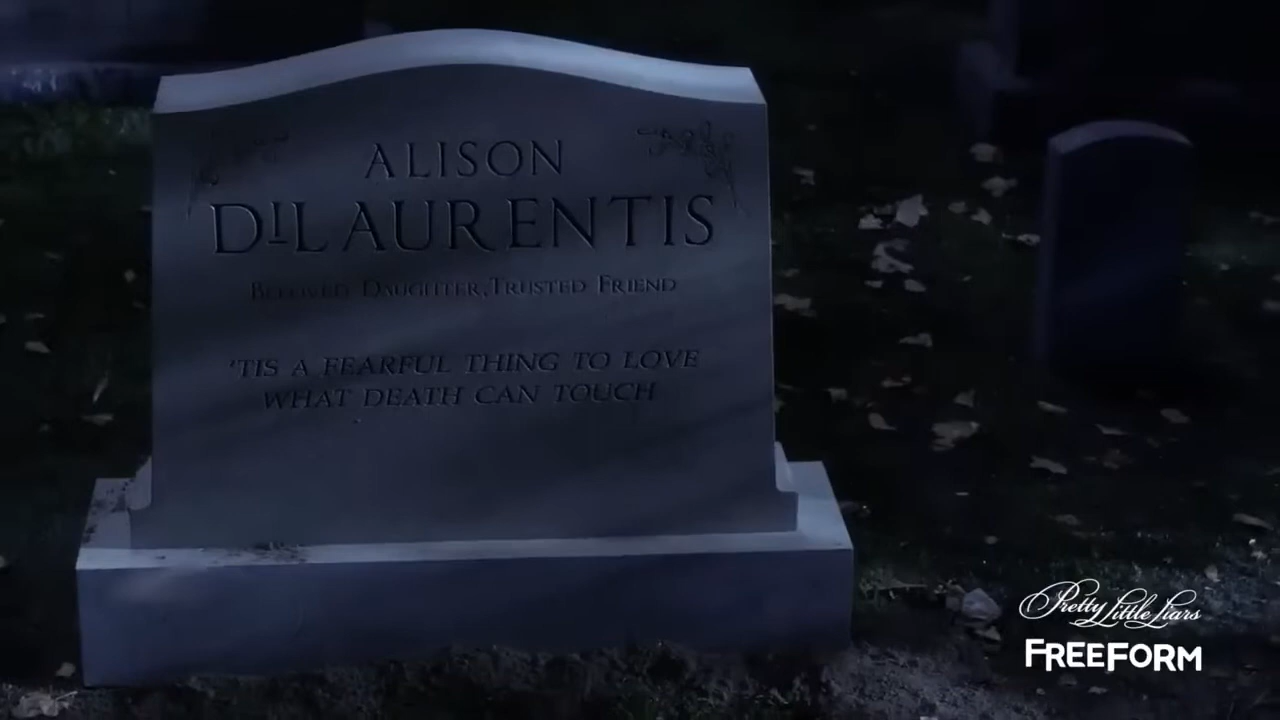 ALISON
DiLAURENTIS
BELOVED DAUGHTER, TRUSTED FRIEND
'TIS A FEARFUL THING TO LOVE
WHAT DEATH CAN TOUCH
Pretty Little Liars
FREEFORM